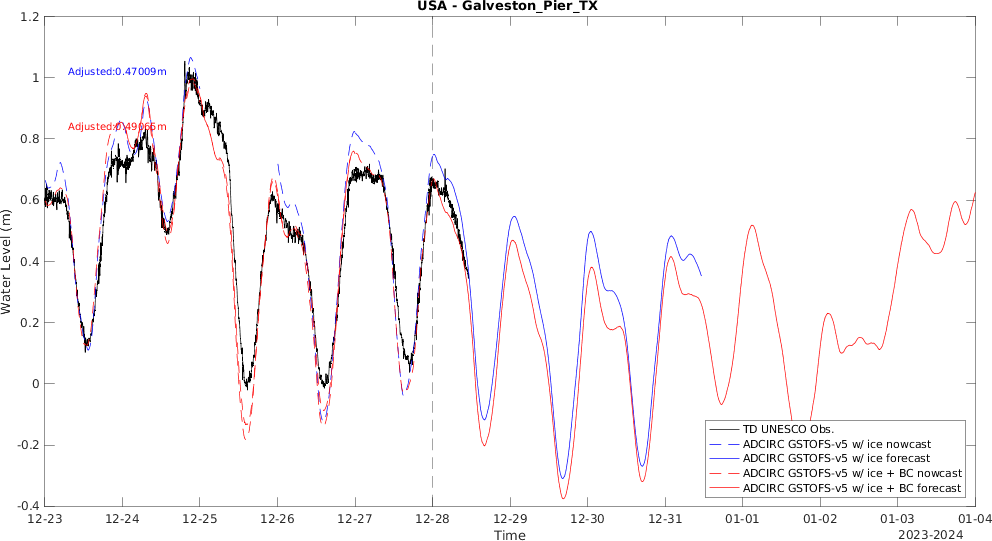 USA - Galveston_Pier_TX
1.2
1
0.8
0.6
0.4
0.2
0
-0.2
-0.4
Water Level (m)
Adjusted:0.47009m
Adjusted:0.49065m
TD UNESCO Obs.
ADCIRC GSTOFS-v5 w/ ice nowcast
ADCIRC GSTOFS-v5 w/ ice forecast
ADCIRC GSTOFS-v5 w/ ice + BC nowcast
ADCIRC GSTOFS-v5 w/ ice + BC forecast
12-23 12-24 12-25 12-26 12-27 12-28 12-29 12-30 12-31 01-01 01-02 01-03 01-04
Time
2023-2024